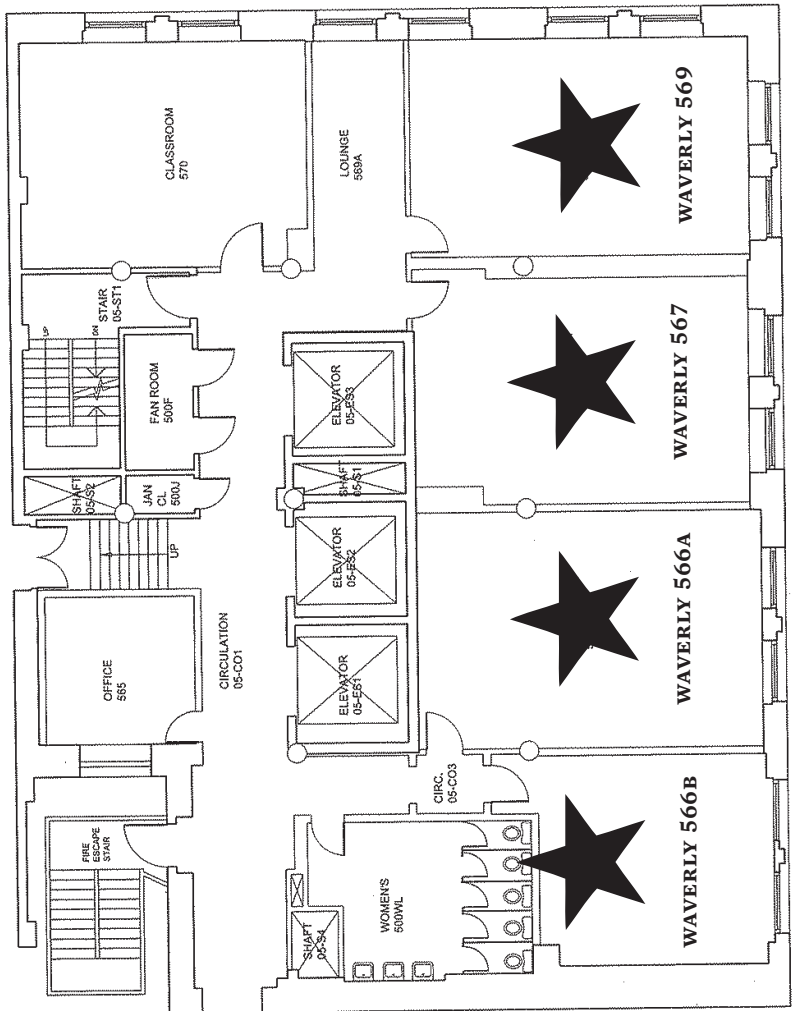 CLASSROOM
570
LOUNGE
569A
WAVERLY 569
STAIR
05-ST1
UP
DN
FAN ROOM
500F
ELEVATOR
05-ES3
WAVERLY 567
SHAFT
05-S2
JAN
CL
500J
SHAFT
05-S1
UP
ELEVATOR
05-ES2
WAVERLY 566A
OFFICE
565
CIRCULATION
05-CO1
ELEVATOR
05-ES1
CIRC.
05-CO3
FIRE
ESCAPE
STAIR
WOMEN'S
500WL
SHAFT
05-S4
WAVERLY 566B